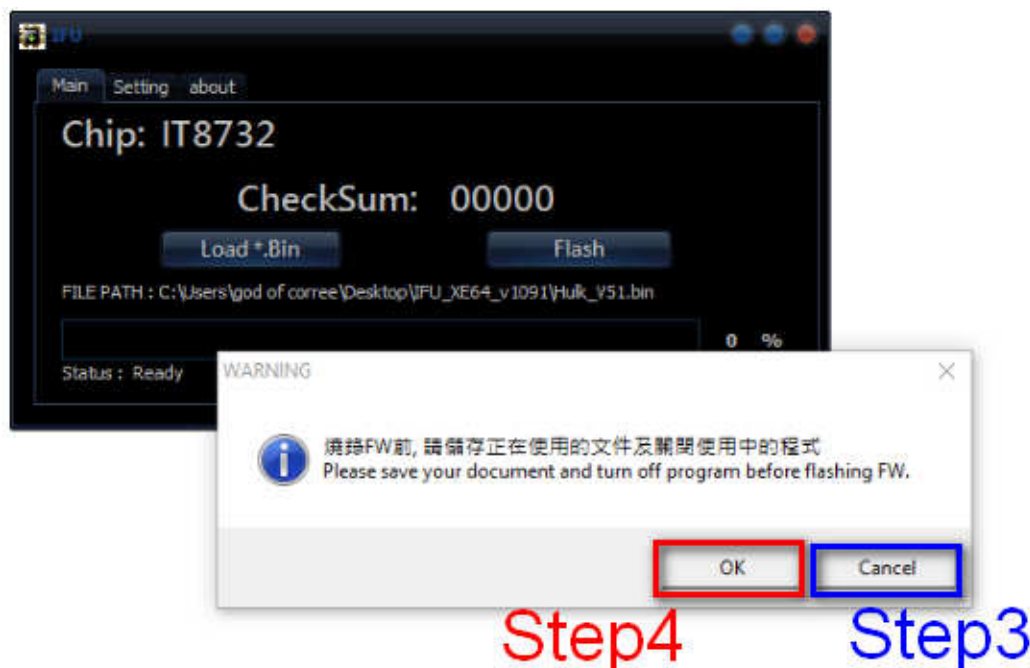 IFU
Main Setting about
Chip: IT8732
CheckSum: 00000
Load *.Bin Flash
FILE PATH : C:\Users\god of corree\Desktop\IFU_XE64_v1091\Hulk_V51.bin
0 %
Status : Ready
WARNING
燒錄FW前, 請儲存正在使用的文件及關閉使用中的程式
Please save your document and turn off program before flashing FW.
OK Cancel
Step4 Step3